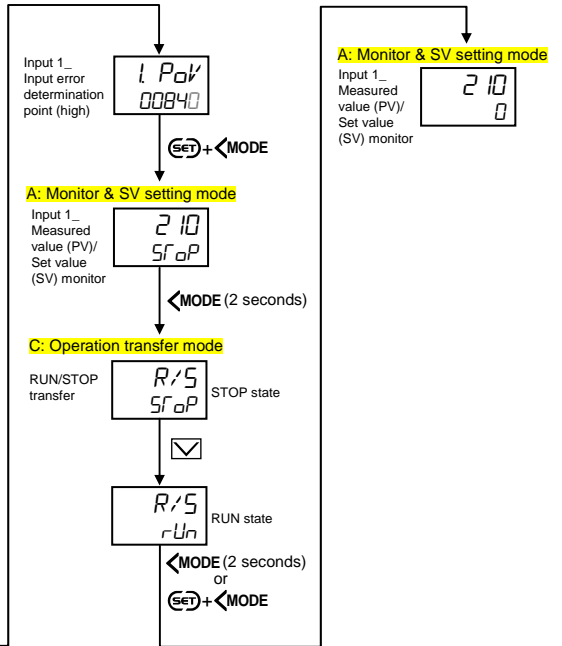 Input 1_
Input error
determination
point (high)
1. PoV
00840
SET + <MODE
A: Monitor & SV setting mode
Input 1_
Measured
value (PV)/
Set value
(SV) monitor
210
SToP
<MODE (2 seconds)
C: Operation transfer mode
RUN/STOP
transfer
R/S
SToP
STOP state
R/S
rUn
RUN state
<MODE (2 seconds)
or
SET + <MODE
A: Monitor & SV setting mode
Input 1_
Measured
value (PV)/
Set value
(SV) monitor
210
0